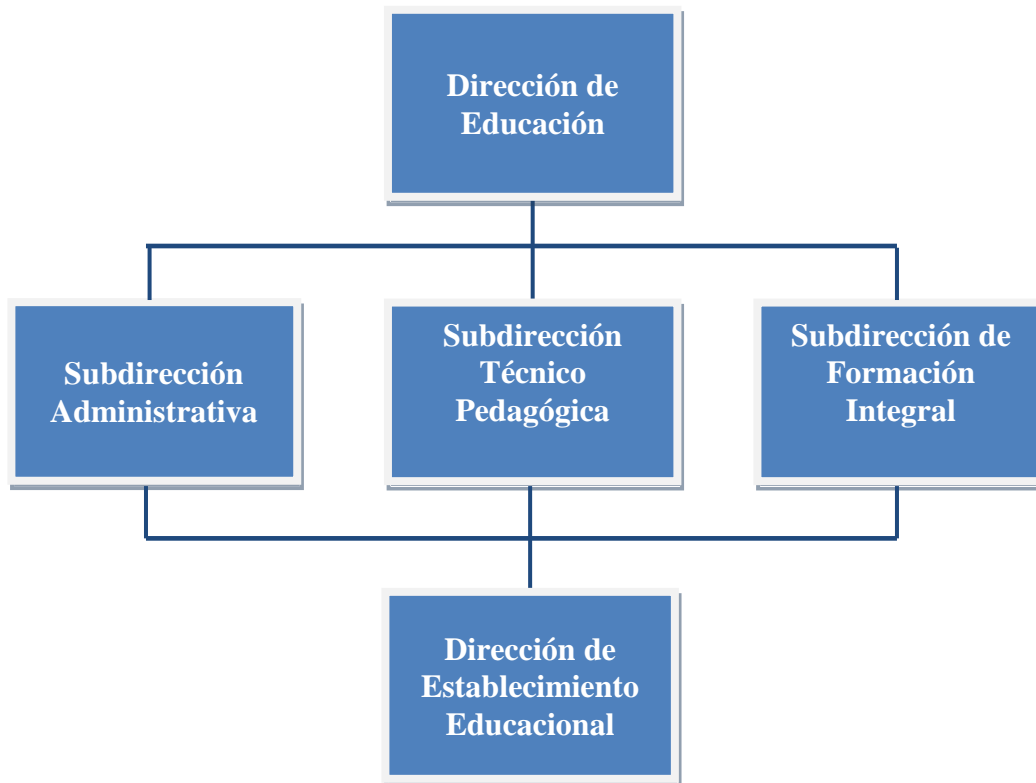 Dirección de
Educación
Subdirección
Administrativa
Subdirección
Técnico
Pedagógica
Subdirección de
Formación
Integral
Dirección de
Establecimiento
Educacional